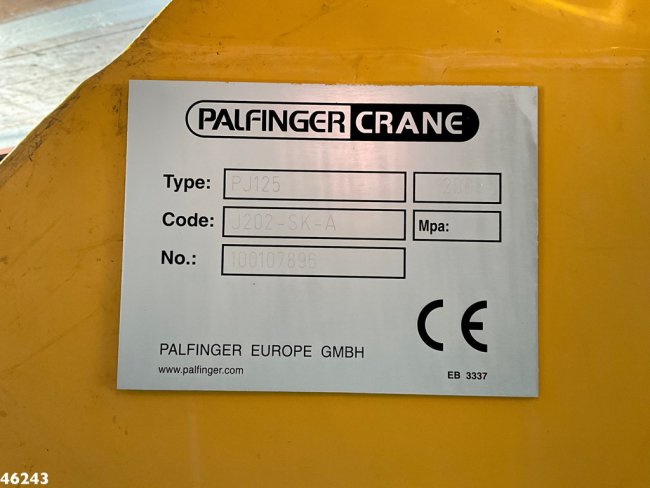 PALFINGER CRANE
Type: PJ125
Code: J202-SK-A Mpa:
No.: 100107896
PALFINGER EUROPE GMBH
www.palfinger.com
CE
EB 3337
46243